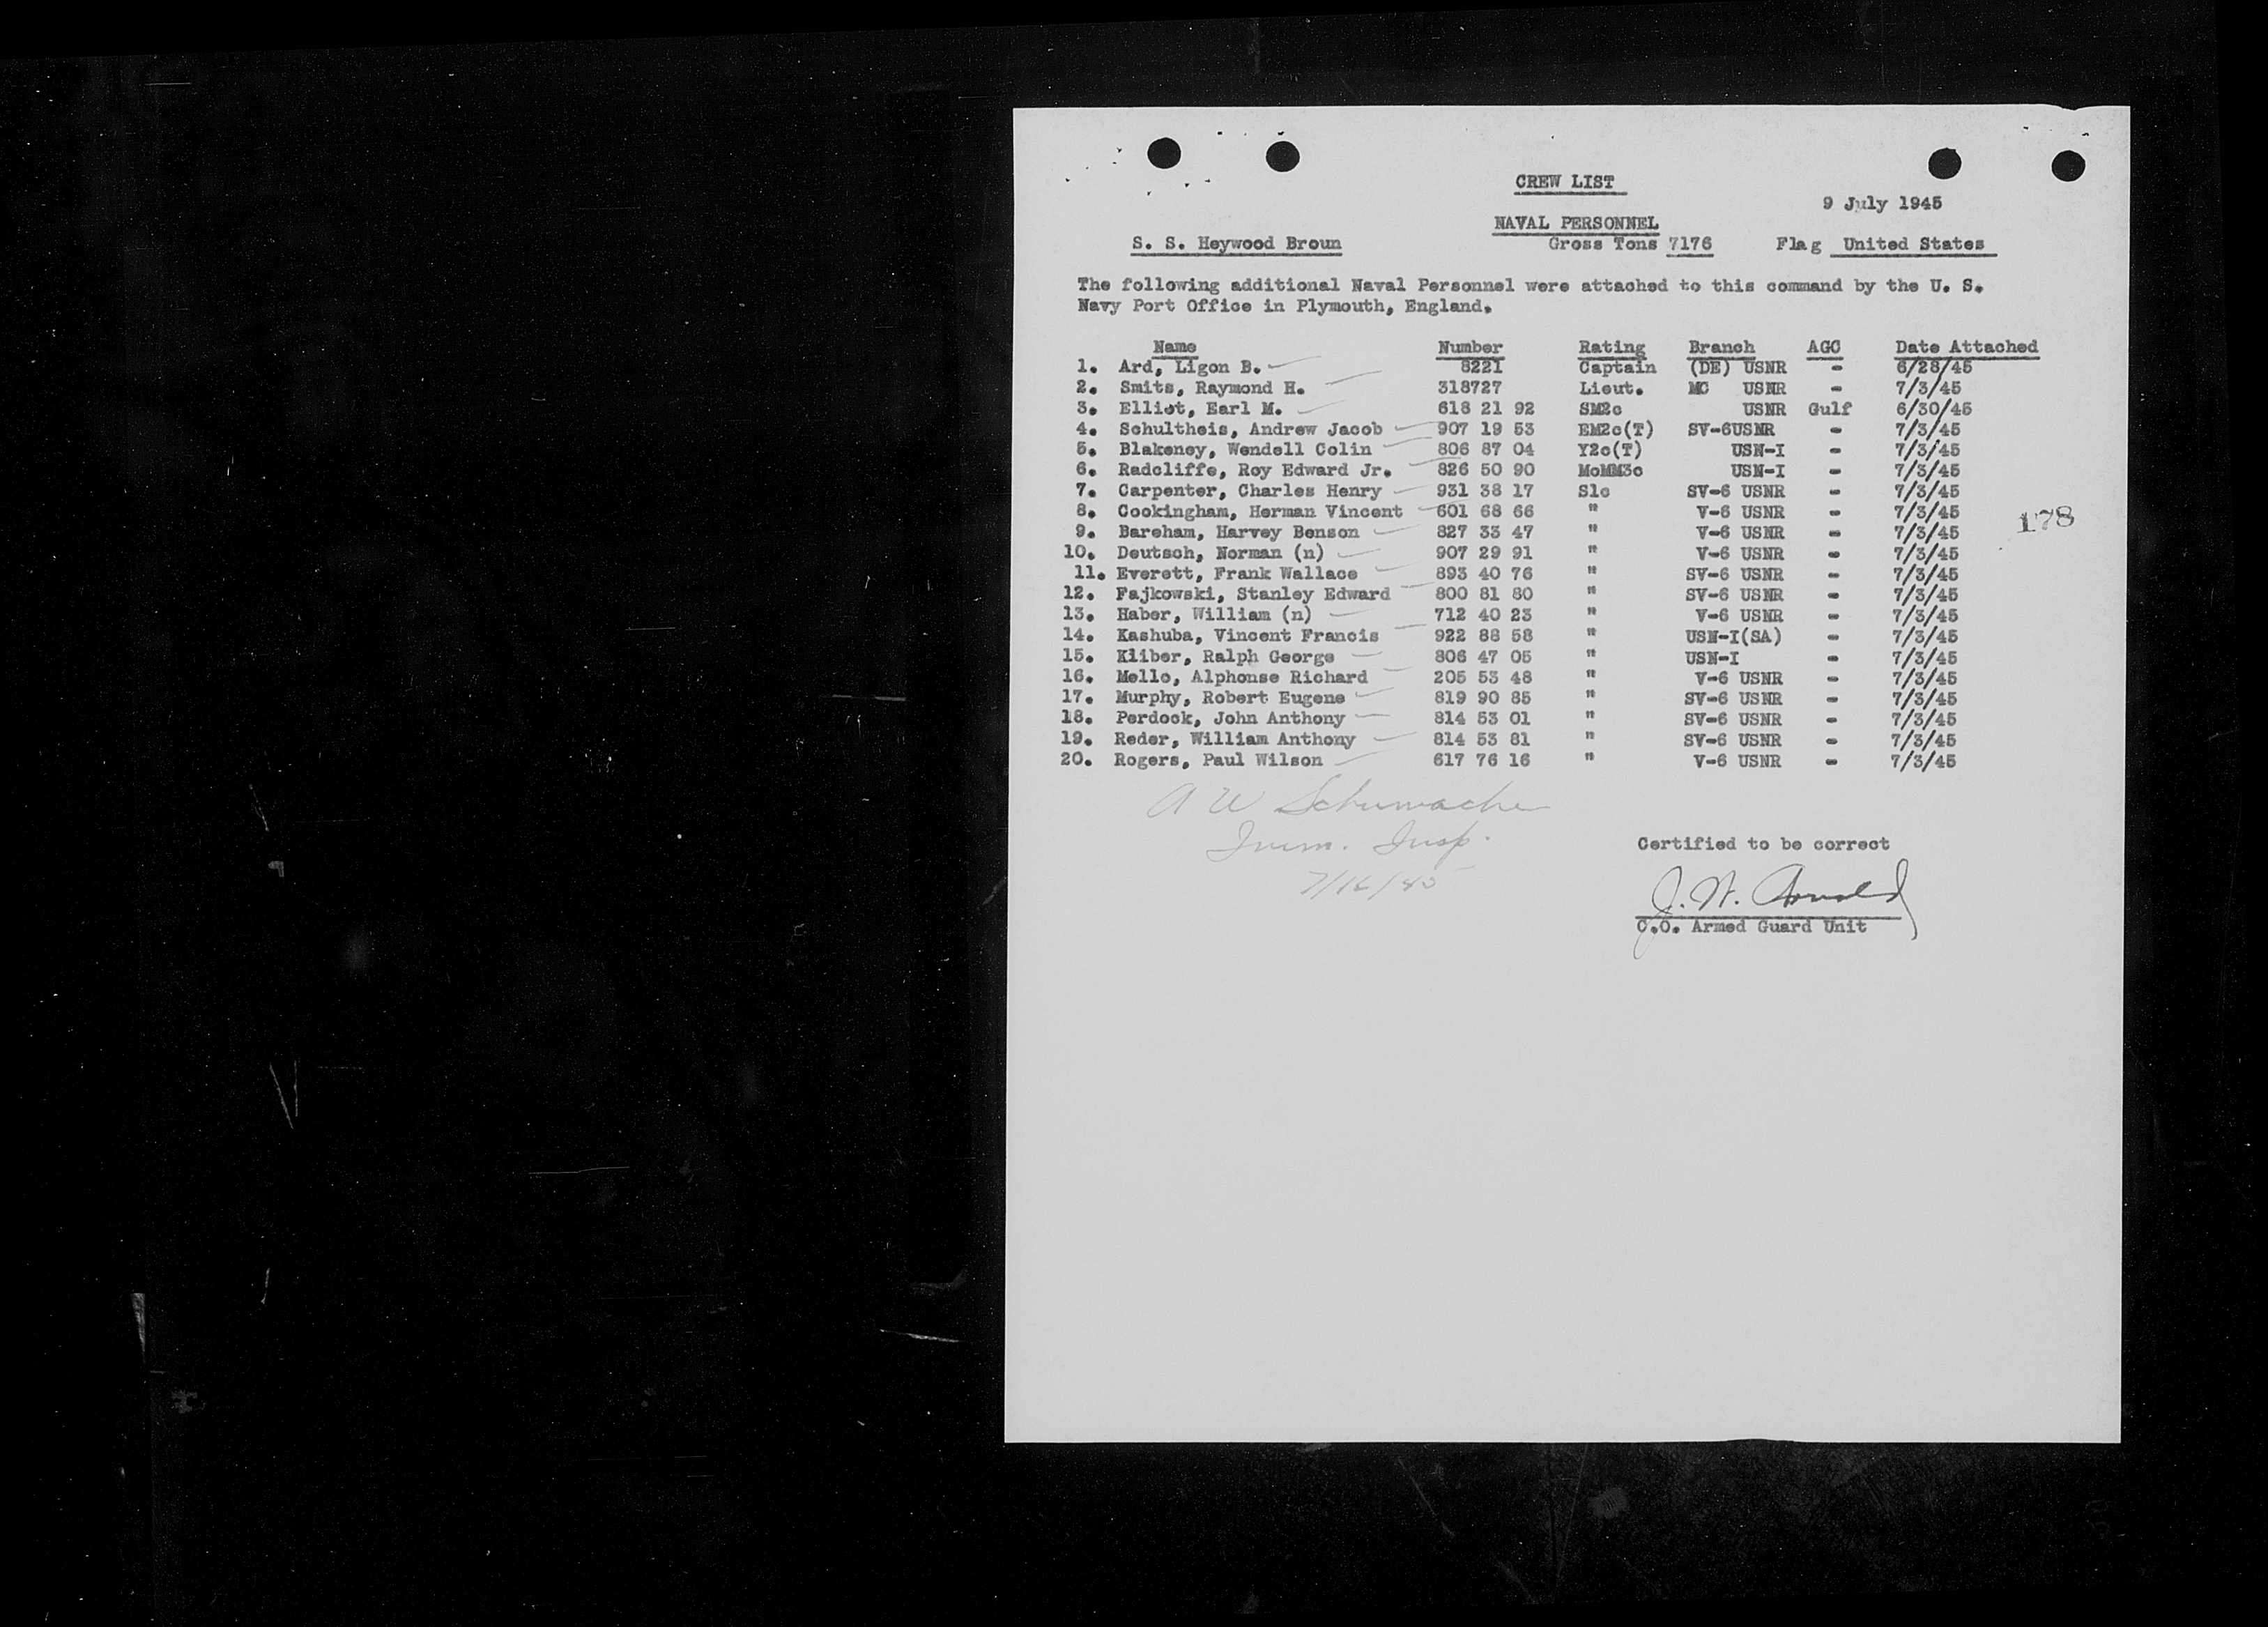 CREW LIST
9 July 1945
NAVAL PERSONNEL
S. S. Heywood Broun Gross Tons 7176 Flag United States
The following additional Naval Personnel were attached to this command by the U. S.
Navy Port Office in Plymouth, England.
Name Number Rating Branch AGC Date Attached
1. Ard, Ligon B. 8221 Captain (DE) USNR - 6/28/45
2. Smits, Raymond H. 318727 Lieut. MC USNR - 7/3/45
3. Elliot, Earl M. 618 21 92 SM2c USNR Gulf 6/30/45
4. Schultheis, Andrew Jacob 907 19 53 EM2c(T) SV-6USNR - 7/3/45
5. Blakeney, Wendell Colin 806 87 04 Y2c(T) USN-I - 7/3/45
6. Radcliffe, Roy Edward Jr. 826 50 90 MoMM3c USN-I - 7/3/45
7. Carpenter, Charles Henry 931 38 17 S1c SV-6 USNR - 7/3/45
8. Cookingham, Herman Vincent 601 68 66 " V-6 USNR - 7/3/45
9. Bareham, Harvey Benson 827 33 47 " V-6 USNR - 7/3/45
10. Deutsch, Norman (n) 907 29 91 " V-6 USNR - 7/3/45
11. Everett, Frank Wallace 893 40 76 " SV-6 USNR - 7/3/45
12. Fajkowski, Stanley Edward 800 81 80 " SV-6 USNR - 7/3/45
13. Haber, William (n) 712 40 23 " V-6 USNR - 7/3/45
14. Kashuba, Vincent Francis 922 88 58 " USN-I(SA) - 7/3/45
15. Kliber, Ralph George 806 47 05 " USN-I - 7/3/45
16. Mello, Alphonse Richard 205 53 48 " V-6 USNR - 7/3/45
17. Murphy, Robert Eugene 819 90 85 " SV-6 USNR - 7/3/45
18. Perdock, John Anthony 814 53 01 " SV-6 USNR - 7/3/45
19. Reder, William Anthony 814 53 81 " SV-6 USNR - 7/3/45
20. Rogers, Paul Wilson 617 76 16 " V-6 USNR - 7/3/45
178
A W Schumacher
Imm. Insp.
7/16/45
Certified to be correct
J. W. Arnold
C.O. Armed Guard Unit